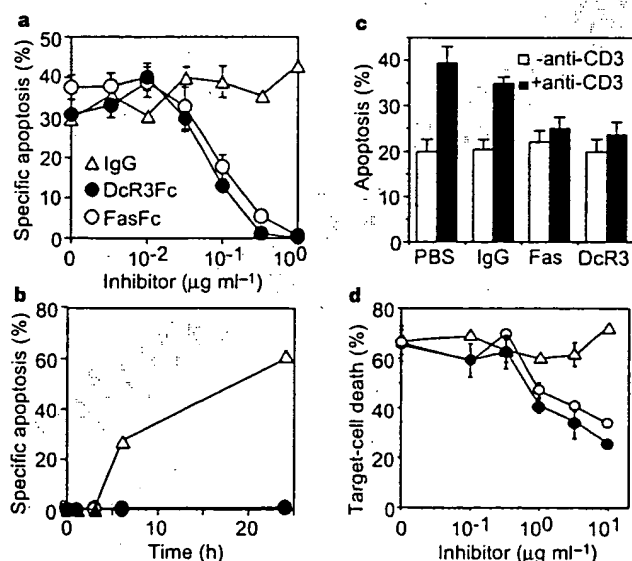 a
Specific apoptosis (%)
50
40
30
20
10
0
IgG
DcR3Fc
FasFc
0 10⁻² 10⁻¹ 10⁰
Inhibitor (µg ml⁻¹)
c
Apoptosis (%)
40
30
20
10
0
-anti-CD3
+anti-CD3
PBS IgG Fas DcR3
b
Specific apoptosis (%)
80
60
40
20
0
0 10 20
Time (h)
d
Target-cell death (%)
80
60
40
20
0
0 10⁻¹ 10⁰ 10¹
Inhibitor (µg ml⁻¹)